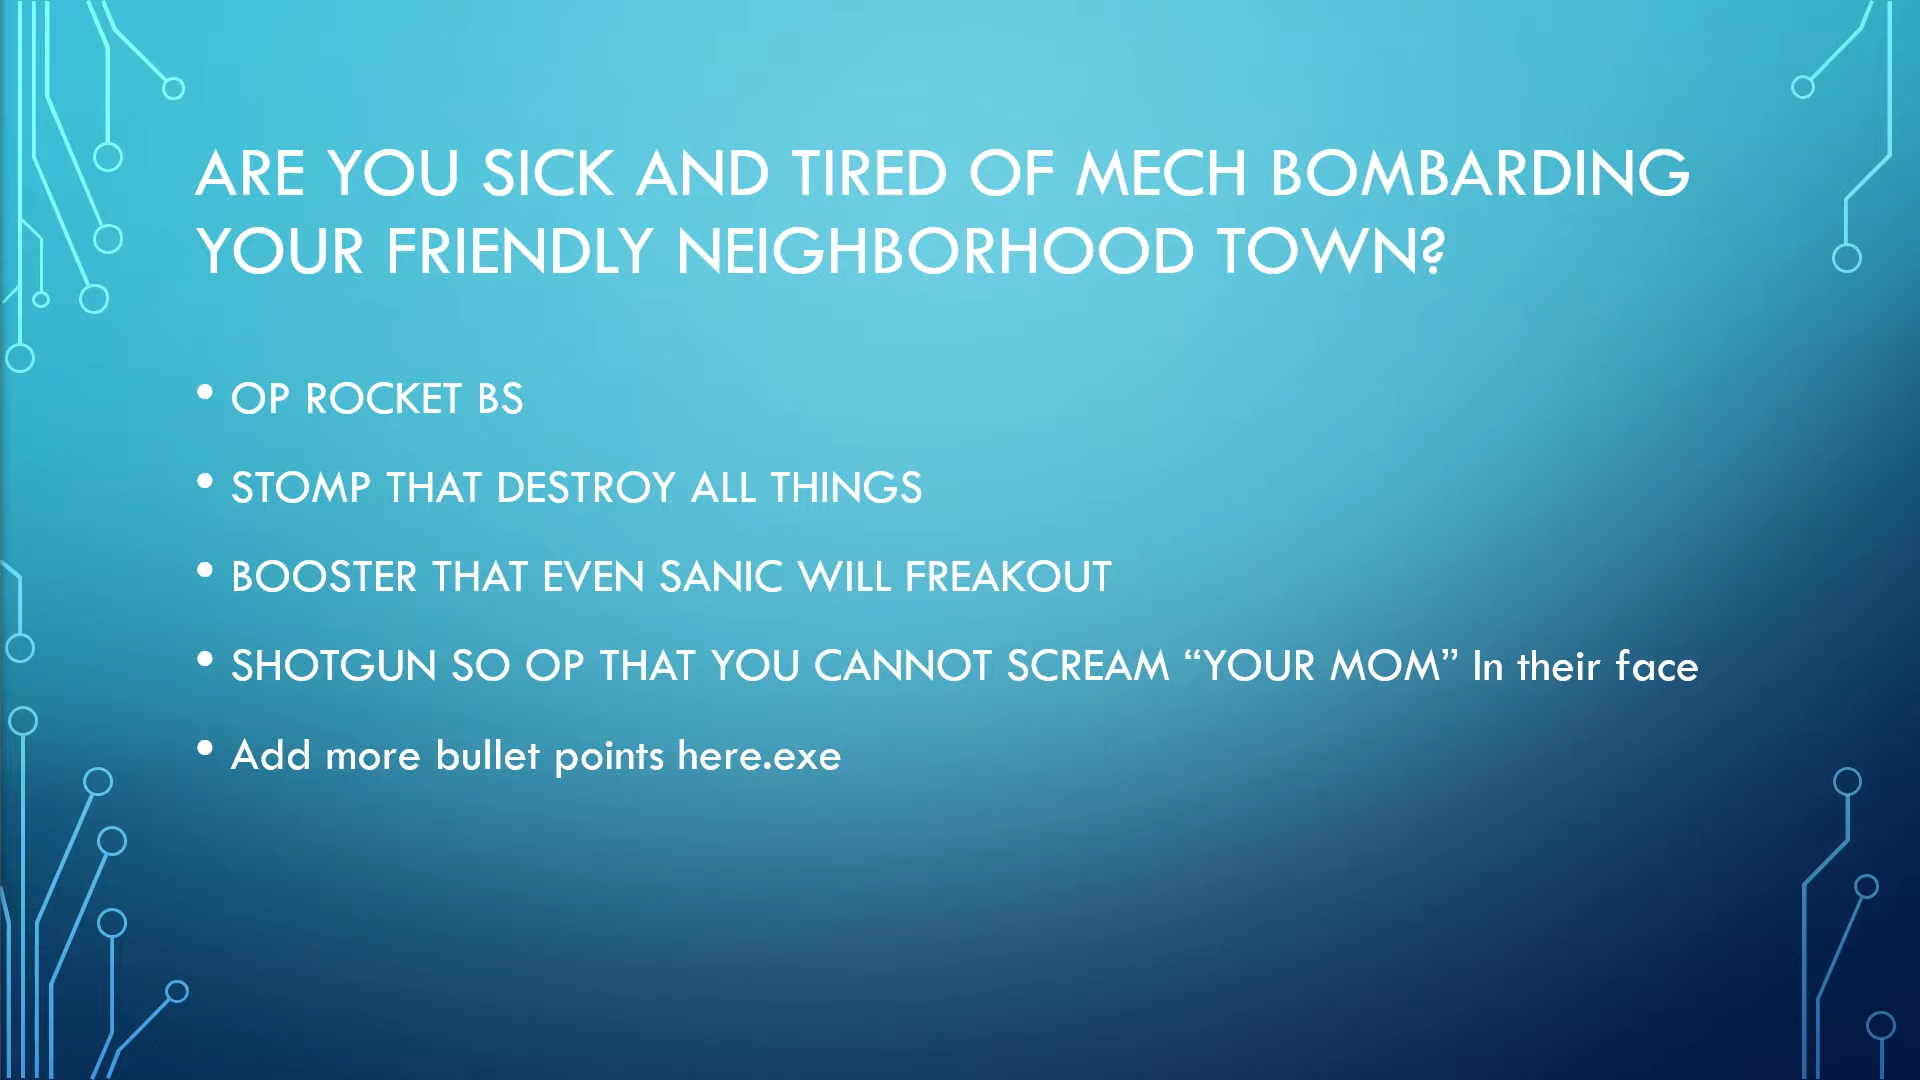 ARE YOU SICK AND TIRED OF MECH BOMBARDING
YOUR FRIENDLY NEIGHBORHOOD TOWN?
• OP ROCKET BS
• STOMP THAT DESTROY ALL THINGS
• BOOSTER THAT EVEN SANIC WILL FREAKOUT
• SHOTGUN SO OP THAT YOU CANNOT SCREAM “YOUR MOM” In their face
• Add more bullet points here.exe